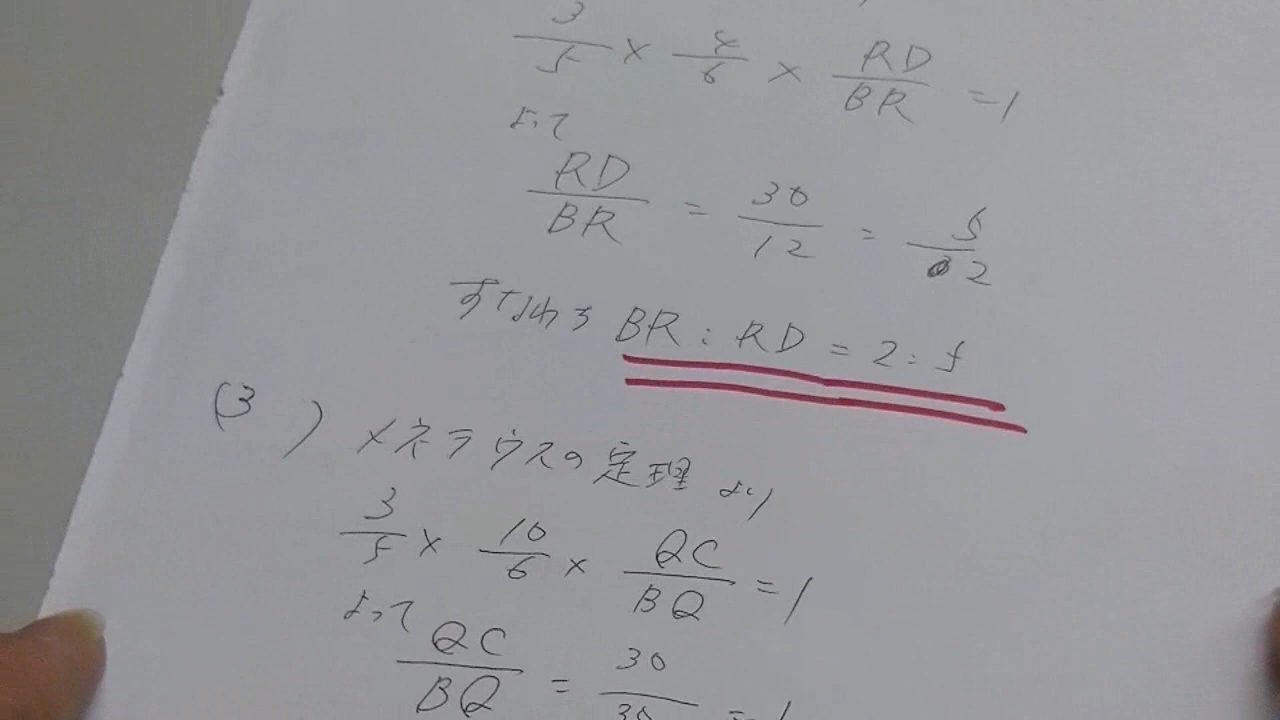 3/5 × 4/6 × RD/BR = 1
よって
RD/BR = 30/12 = 5/2
すなわち BR : RD = 2 : 5
(3) メネラウスの定理 より
3/5 × 10/6 × QC/BQ = 1
よって
QC/BQ = 30/30 = 1